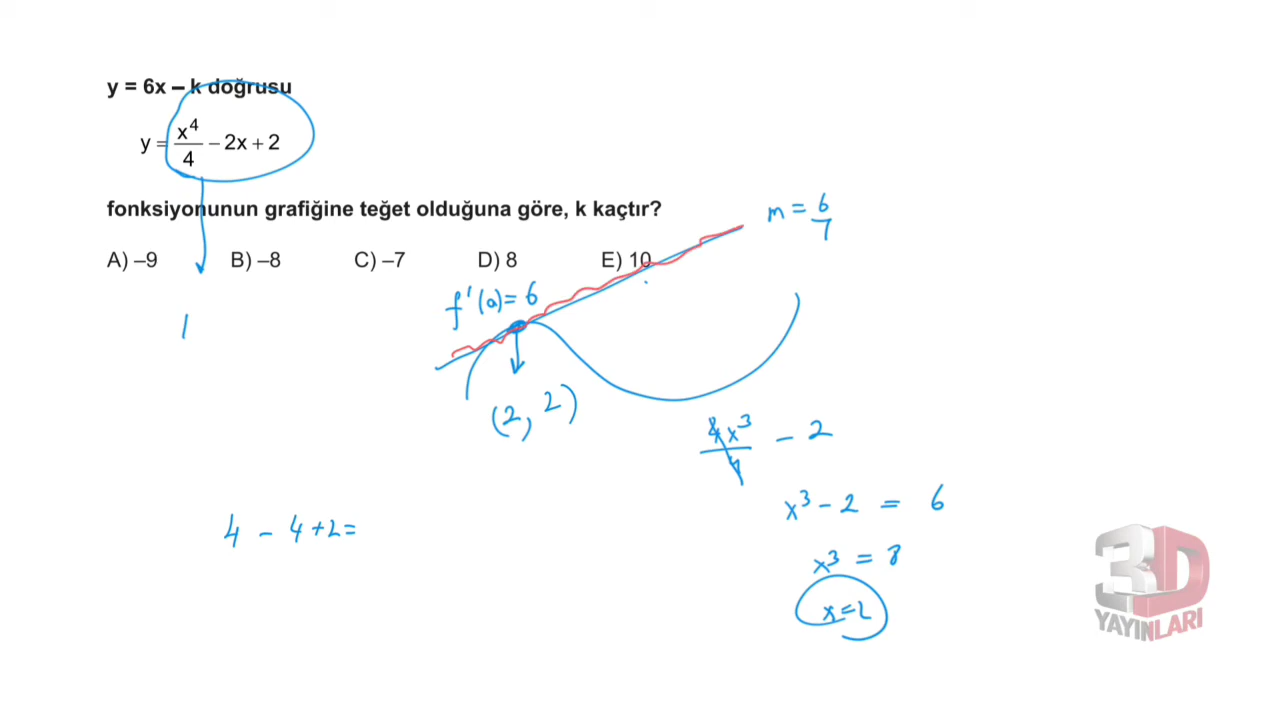 y = 6x – k doğrusu
y = x⁴/4 – 2x + 2
fonksiyonunun grafiğine teğet olduğuna göre, k kaçtır?
m = 6/7
A) –9 B) –8 C) –7 D) 8 E) 10
f'(a) = 6
(2, 2)
4x³/4 – 2
x³ – 2 = 6
4 – 4 + 2 =
x³ = 8
x = 2
3D
YAYINLARI